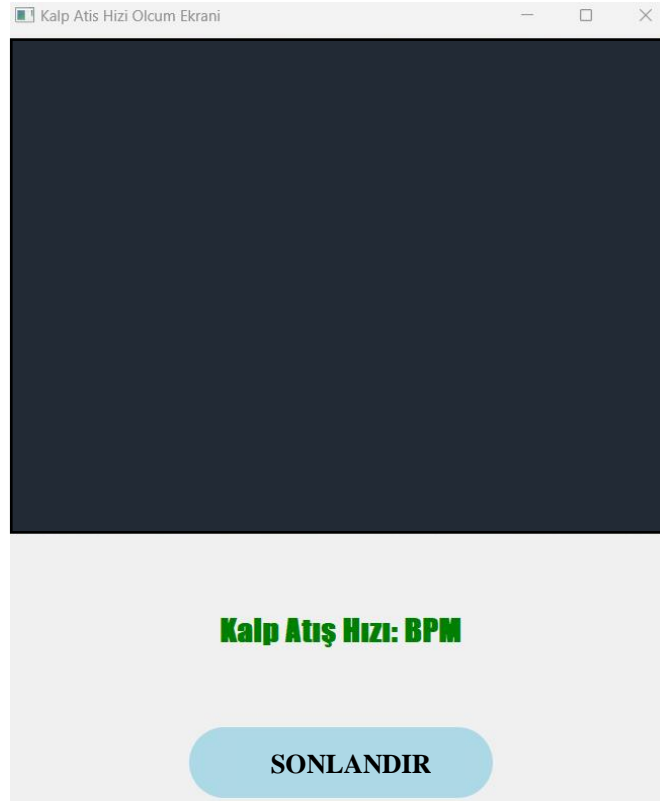 Kalp Atis Hizi Olcum Ekrani
Kalp Atış Hızı: BPM
SONLANDIR